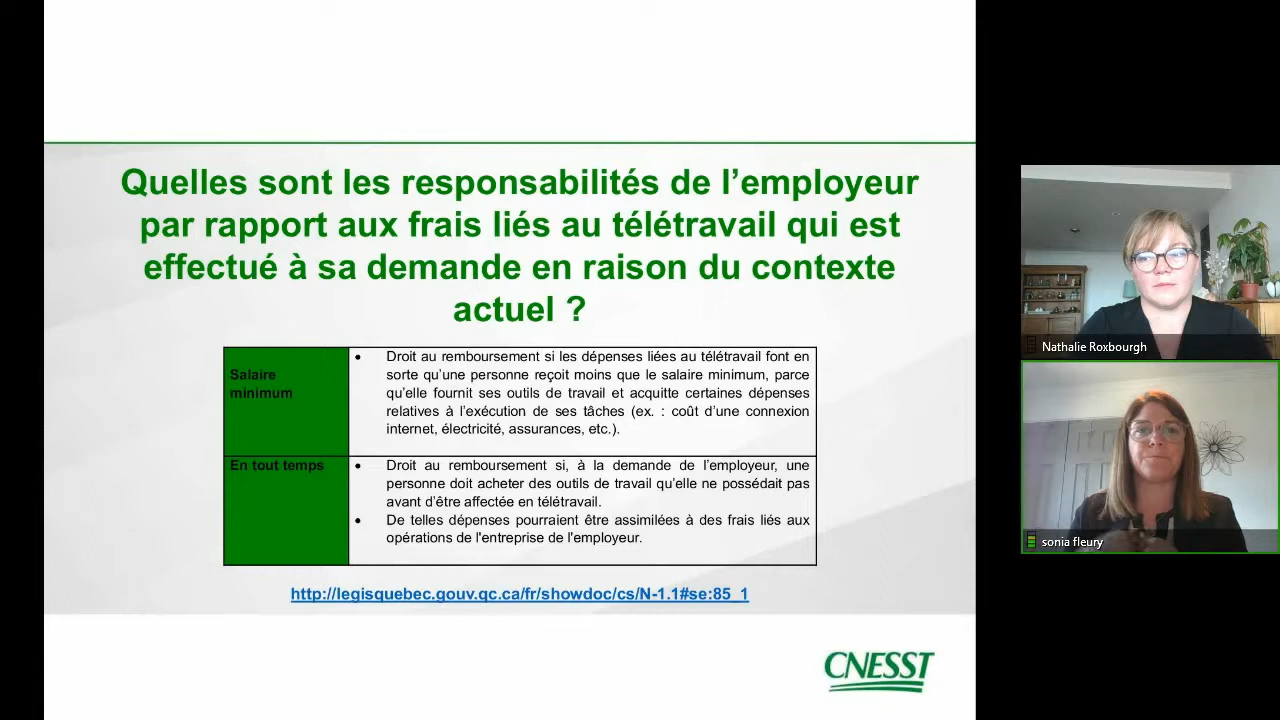 Quelles sont les responsabilités de l’employeur
par rapport aux frais liés au télétravail qui est
effectué à sa demande en raison du contexte
actuel ?
Salaire
minimum
• Droit au remboursement si les dépenses liées au télétravail font en
sorte qu’une personne reçoit moins que le salaire minimum, parce
qu’elle fournit ses outils de travail et acquitte certaines dépenses
relatives à l’exécution de ses tâches (ex. : coût d’une connexion
internet, électricité, assurances, etc.).
En tout temps
• Droit au remboursement si, à la demande de l’employeur, une
personne doit acheter des outils de travail qu’elle ne possédait pas
avant d’être affectée en télétravail.
• De telles dépenses pourraient être assimilées à des frais liés aux
opérations de l'entreprise de l’employeur.
http://legisquebec.gouv.qc.ca/fr/showdoc/cs/N-1.1#se:85_1
CNESST
Nathalie Roxbourgh
sonia fleury